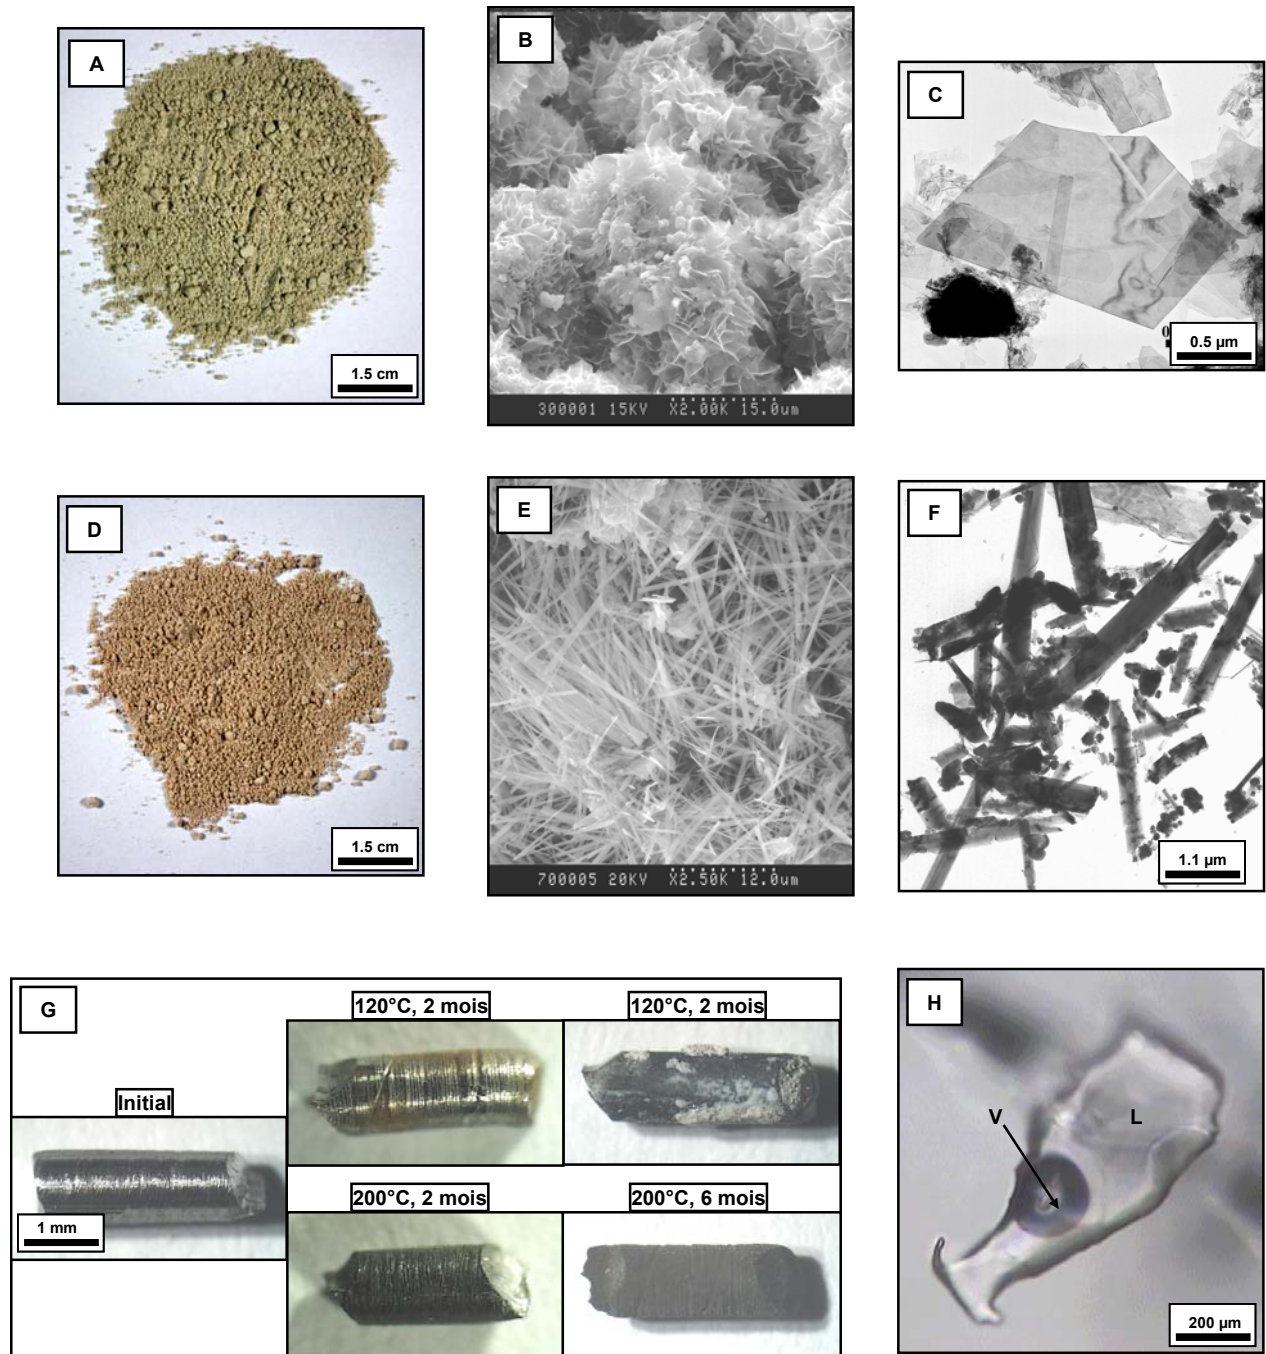 A
1.5 cm
B
300001 15KV X2.00K 15.0um
C
0
0.5 µm
D
1.5 cm
E
700005 20KV X2.50K 12.0um
F
1.1 µm
G
Initial
1 mm
120°C, 2 mois
120°C, 2 mois
200°C, 2 mois
200°C, 6 mois
H
V
L
200 µm